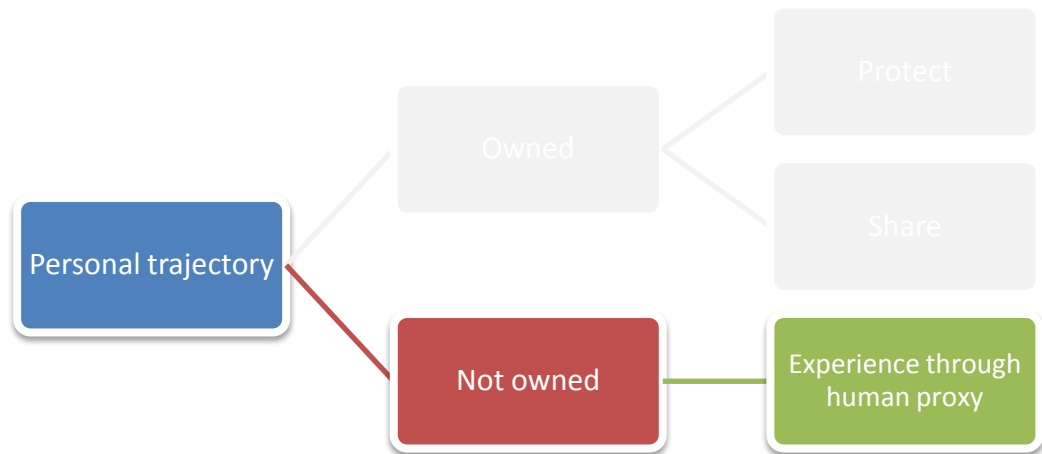 Protect
Owned
Share
Personal trajectory
Not owned
Experience through
human proxy